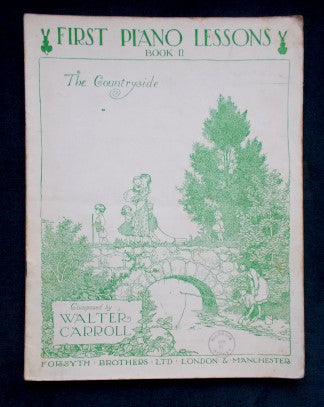 FIRST PIANO LESSONS
BOOK II
The Countryside
Composed by
WALTER
CARROLL
FORSYTH · BROTHERS · LTD · LONDON & MANCHESTER